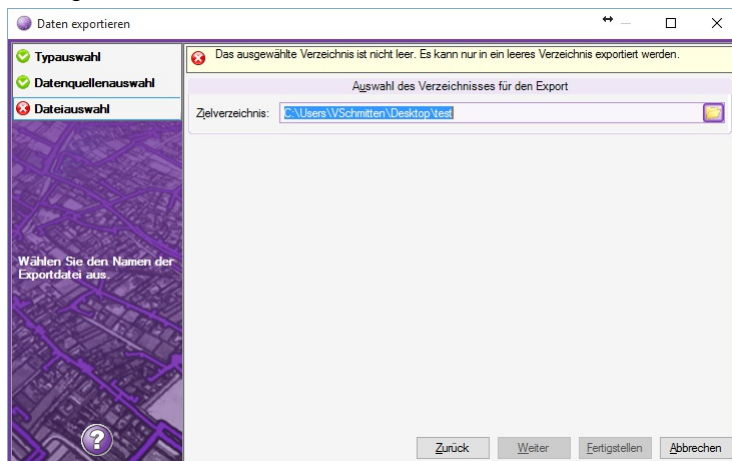 Daten exportieren
Typauswahl
Datenquellenauswahl
Dateiauswahl
Wählen Sie den Namen der
Exportdatei aus.
?
Das ausgewählte Verzeichnis ist nicht leer. Es kann nur in ein leeres Verzeichnis exportiert werden.
Auswahl des Verzeichnisses für den Export
Zielverzeichnis: C:\Users\VSchmitten\Desktop\test
Zurück Weiter Fertigstellen Abbrechen